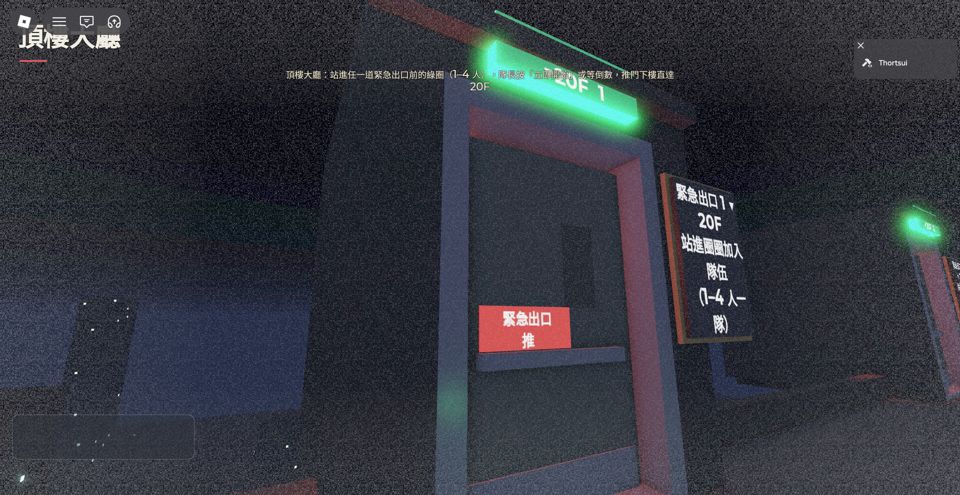 頂樓大廳
頂樓大廳：站進任一道緊急出口前的綠圈（1–4 人
或等倒數，推門下樓直達
20F
20F 1
Thortsui
緊急出口 1 ▼
20F
站進圈圈加入
隊伍
（1–4 人一
隊）
緊急出口
推